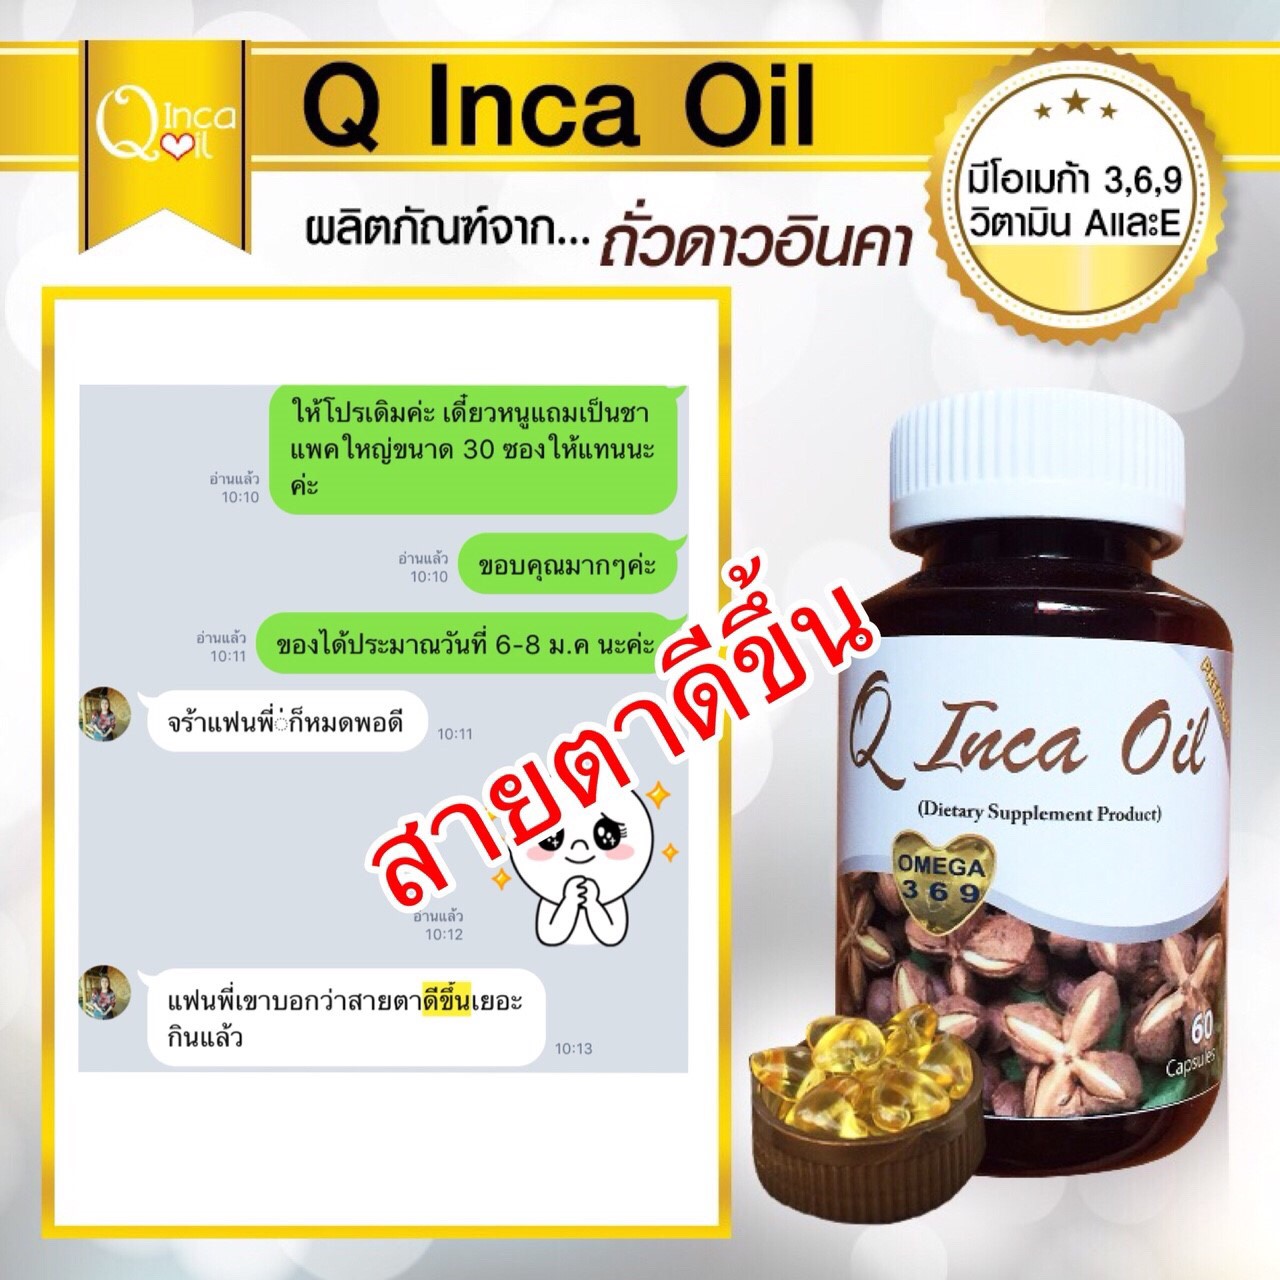 Q Inca Oil
Q Inca Oil
มีโอเมก้า 3,6,9
วิตามิน AและE
ผลิตภัณฑ์จาก... ถั่วดาวอินคา
ให้โปรเดิมค่ะ เดี๋ยวหนูแถมเป็นชา
แพคใหญ่ขนาด 30 ซองให้แทนนะ
ค่ะ
อ่านแล้ว
10:10
ขอบคุณมากๆค่ะ
อ่านแล้ว
10:10
ของได้ประมาณวันที่ 6-8 ม.ค นะค่ะ
อ่านแล้ว
10:11
จร้าแฟนพี่่ก็หมดพอดี
10:11
สายตาดีขึ้น
อ่านแล้ว
10:12
แฟนพี่เขาบอกว่าสายตาดีขึ้นเยอะ
กินแล้ว
10:13
Q Inca Oil
(Dietary Supplement Product)
OMEGA
3 6 9
60
Capsules